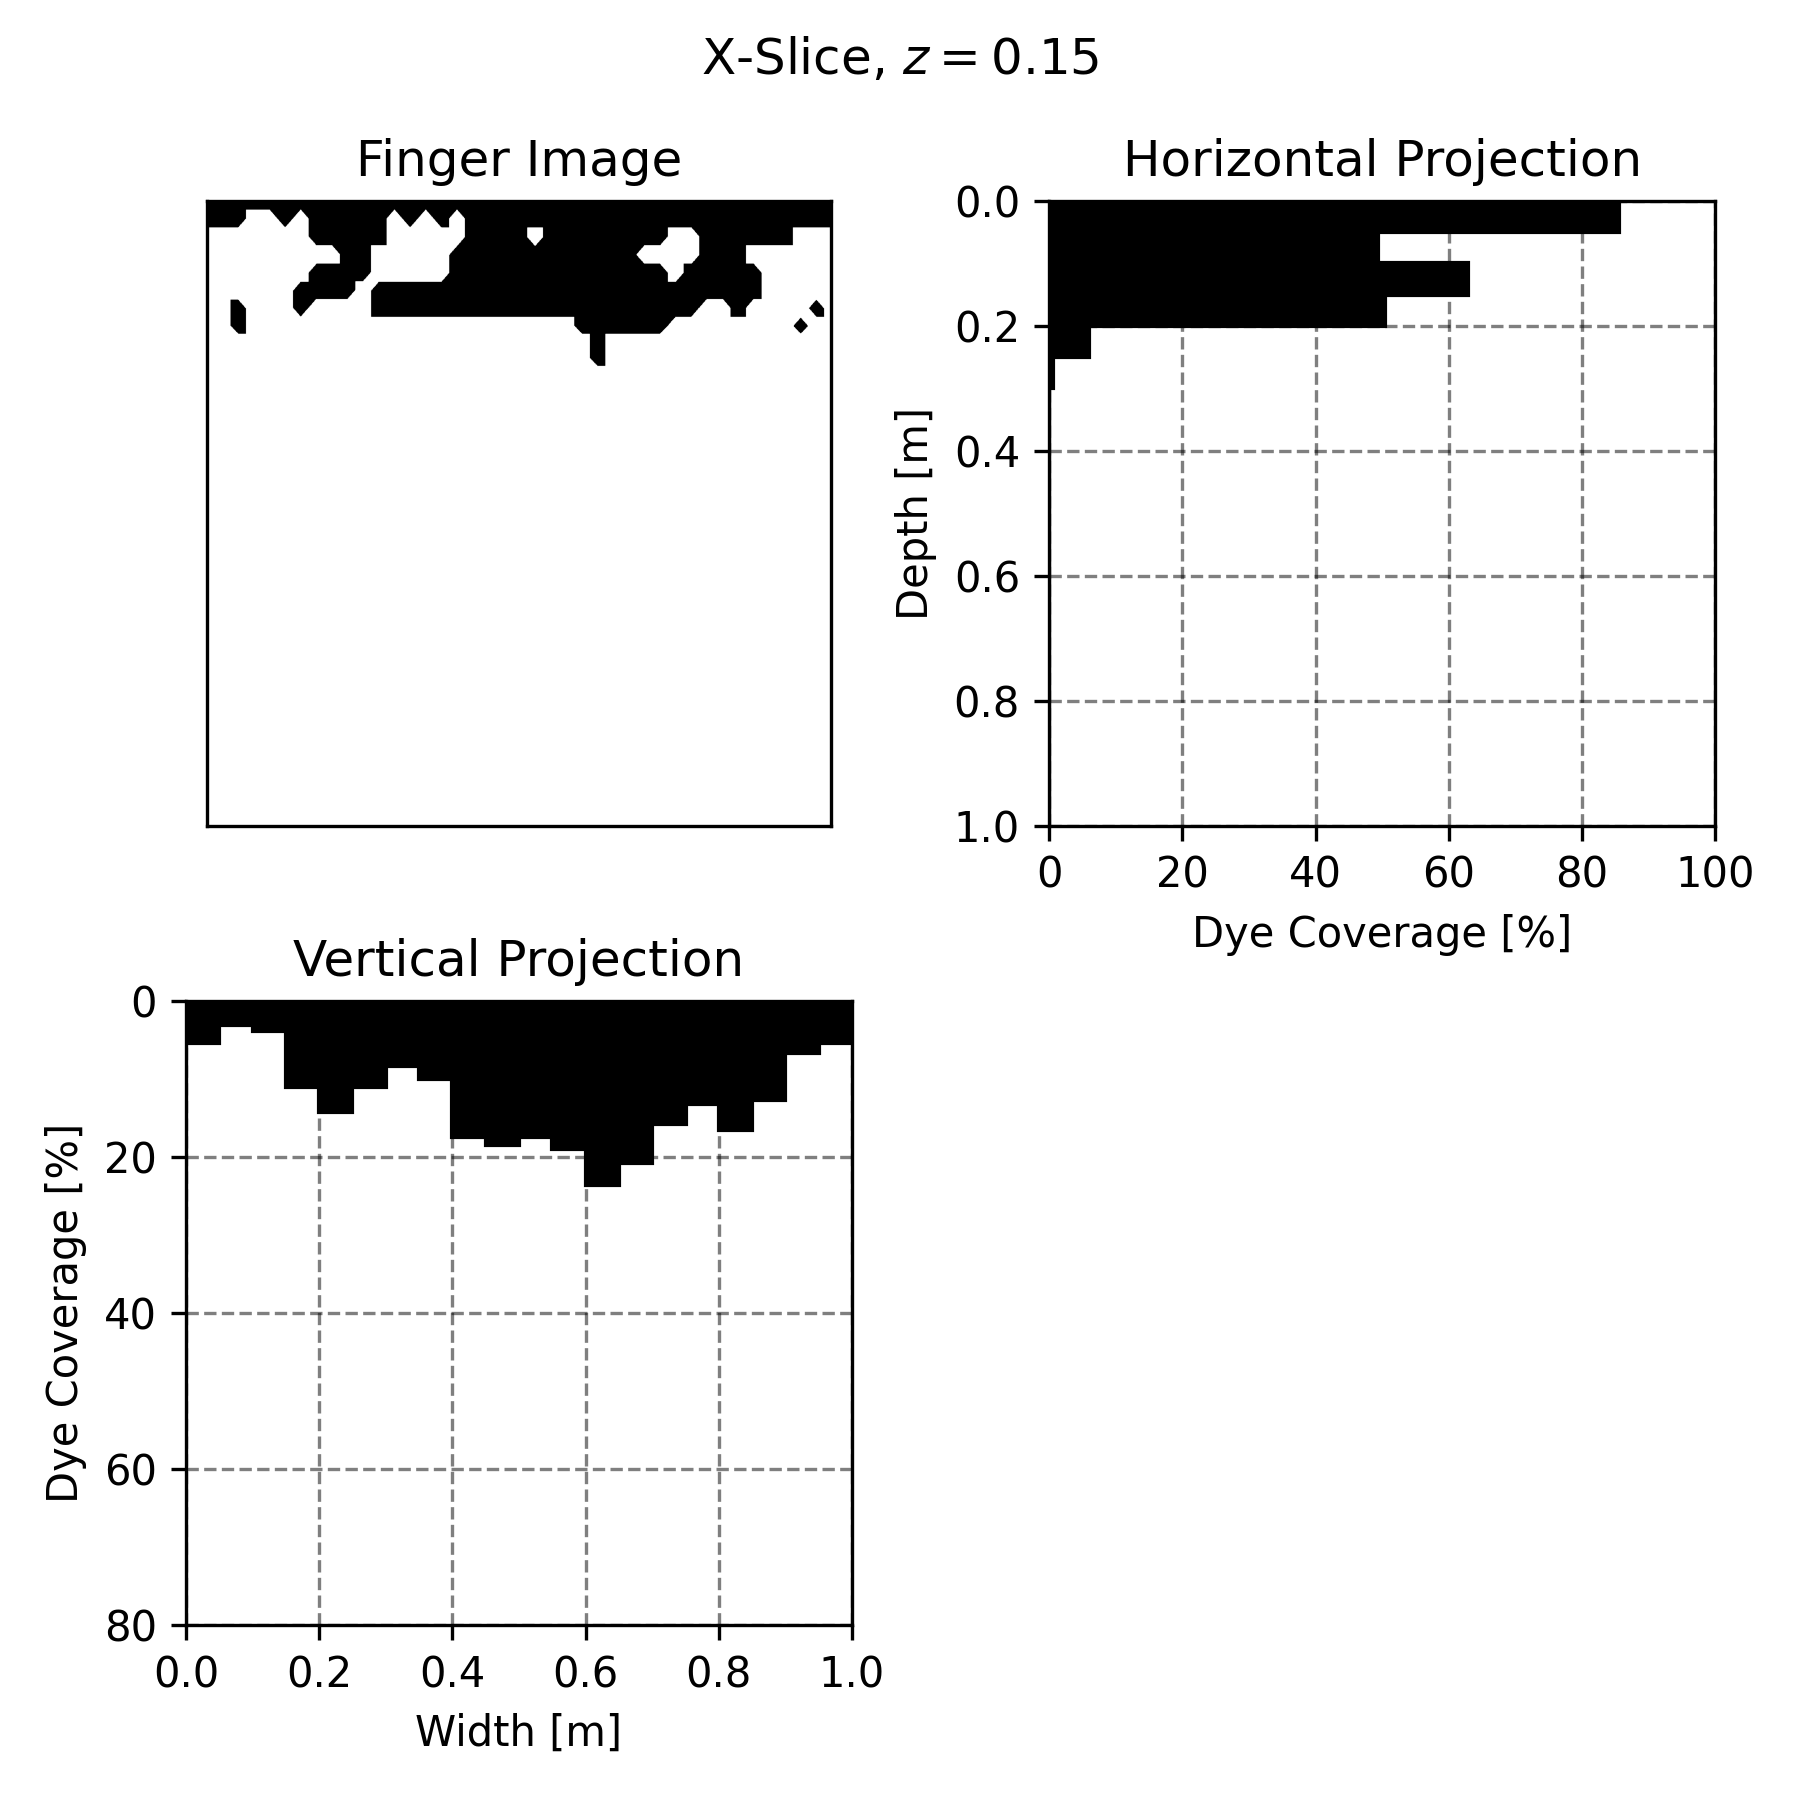 X-Slice, z = 0.15
Finger Image
Horizontal Projection
0.0
0.2
0.4
0.6
0.8
1.0
Depth [m]
0 20 40 60 80 100
Dye Coverage [%]
Vertical Projection
0
20
40
60
80
Dye Coverage [%]
0.0 0.2 0.4 0.6 0.8 1.0
Width [m]